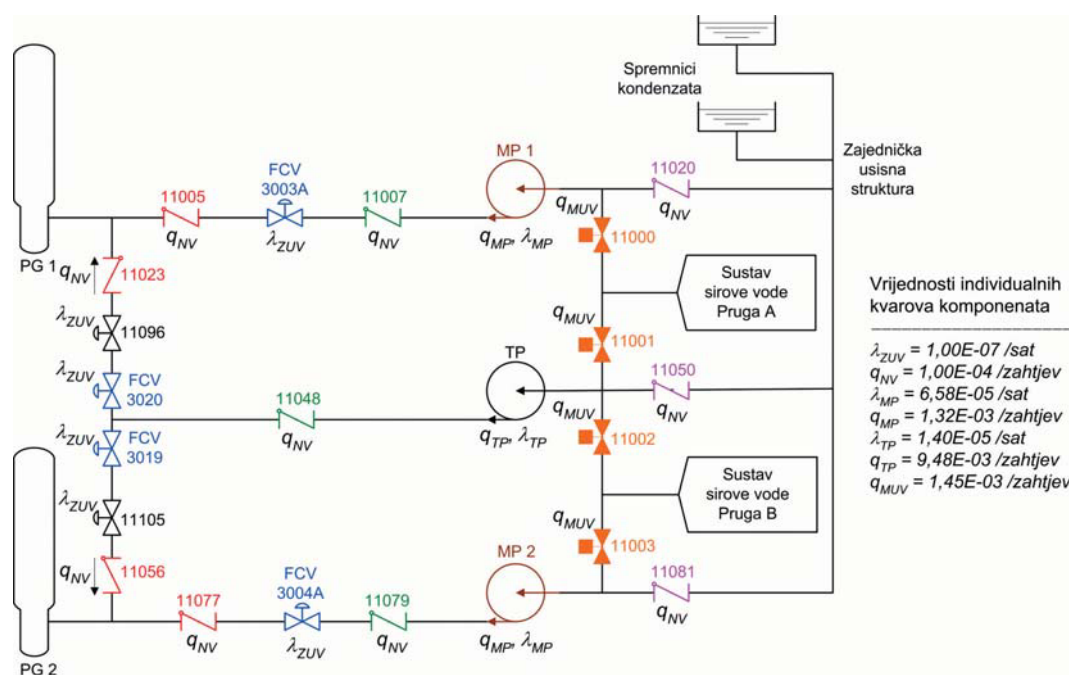 Spremnici
kondenzata
Zajednička
usisna
struktura
MP 1
11020
FCV
3003A
11005
11007
q_MUV
q_NV
11000
q_NV
λ_ZUV
q_NV
q_MP, λ_MP
PG 1
q_NV
11023
Sustav
sirove vode
Pruga A
λ_ZUV
11096
q_MUV
11001
TP
11050
λ_ZUV
FCV
3020
11048
q_MUV
q_NV
λ_ZUV
FCV
3019
q_NV
q_TP, λ_TP
11002
λ_ZUV
11105
Sustav
sirove vode
Pruga B
q_MUV
11003
q_NV
11056
MP 2
11081
FCV
3004A
11077
11079
q_NV
q_NV
λ_ZUV
q_NV
q_MP, λ_MP
PG 2
Vrijednosti individualnih
kvarova komponenata
λ_ZUV = 1,00E-07 /sat
q_NV = 1,00E-04 /zahtjev
λ_MP = 6,58E-05 /sat
q_MP = 1,32E-03 /zahtjev
λ_TP = 1,40E-05 /sat
q_TP = 9,48E-03 /zahtjev
q_MUV = 1,45E-03 /zahtjev